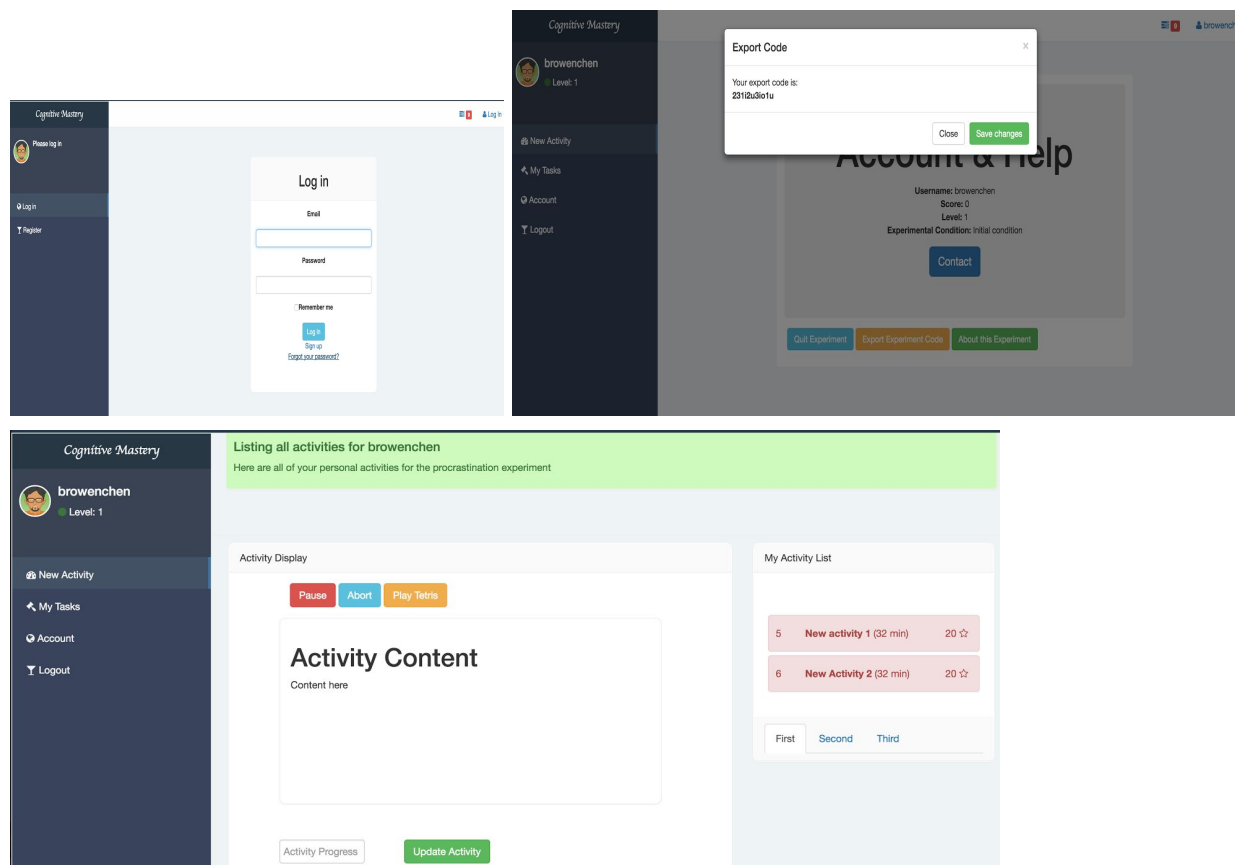 Cognitive Mastery
Please log in
Log in
Register
0 Log In
Log in
Email
Password
Remember me
Log in
Sign up
Forgot your password?
Cognitive Mastery
browenchen
Level: 1
New Activity
My Tasks
Account
Logout
0 browench
Export Code x
Your export code is:
231i2u3io1u
Close Save changes
Account & Help
Username: browenchen
Score: 0
Level: 1
Experimental Condition: Initial condition
Contact
Quit Experiment Export Experiment Code About this Experiment
Cognitive Mastery
browenchen
Level: 1
New Activity
My Tasks
Account
Logout
Listing all activities for browenchen
Here are all of your personal activities for the procrastination experiment
Activity Display
Pause Abort Play Tetris
Activity Content
Content here
Activity Progress Update Activity
My Activity List
5 New activity 1 (32 min) 20
6 New Activity 2 (32 min) 20
First Second Third